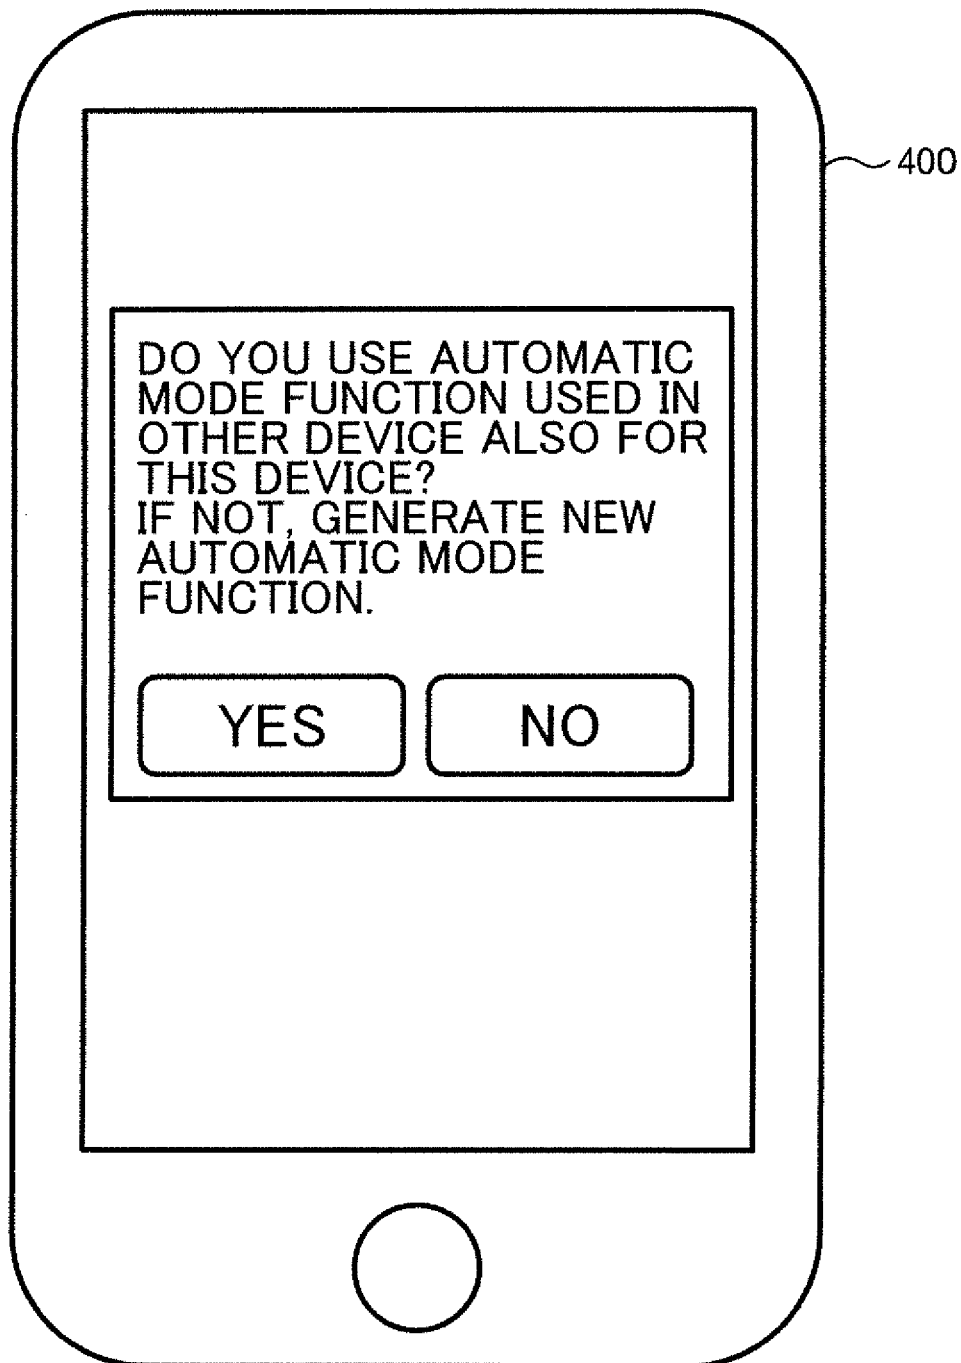 400
DO YOU USE AUTOMATIC
MODE FUNCTION USED IN
OTHER DEVICE ALSO FOR
THIS DEVICE?
IF NOT, GENERATE NEW
AUTOMATIC MODE
FUNCTION.
YES
NO